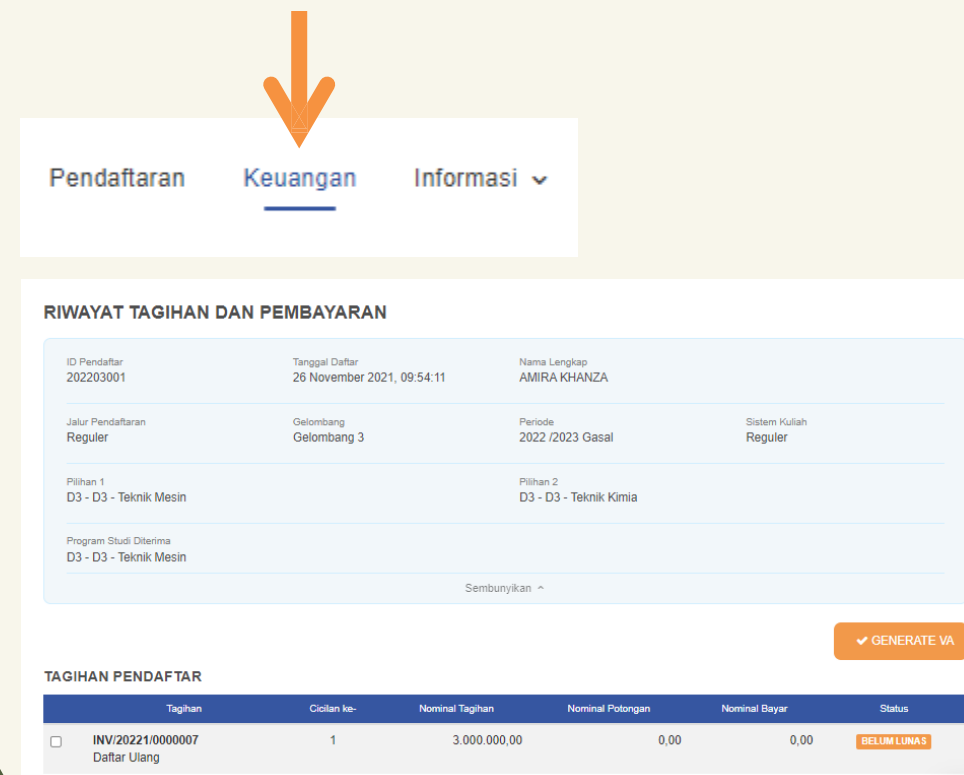 Pendaftaran Keuangan Informasi
RIWAYAT TAGIHAN DAN PEMBAYARAN
ID Pendaftar Tanggal Daftar Nama Lengkap
202203001 26 November 2021, 09:54:11 AMIRA KHANZA
Jalur Pendaftaran Gelombang Periode Sistem Kuliah
Reguler Gelombang 3 2022 /2023 Gasal Reguler
Pilihan 1 Pilihan 2
D3 - D3 - Teknik Mesin D3 - D3 - Teknik Kimia
Program Studi Diterima
D3 - D3 - Teknik Mesin
Sembunyikan
GENERATE VA
TAGIHAN PENDAFTAR
Tagihan Cicilan ke- Nominal Tagihan Nominal Potongan Nominal Bayar Status
INV/20221/0000007 1 3.000.000,00 0,00 0,00 BELUM LUNAS
Daftar Ulang